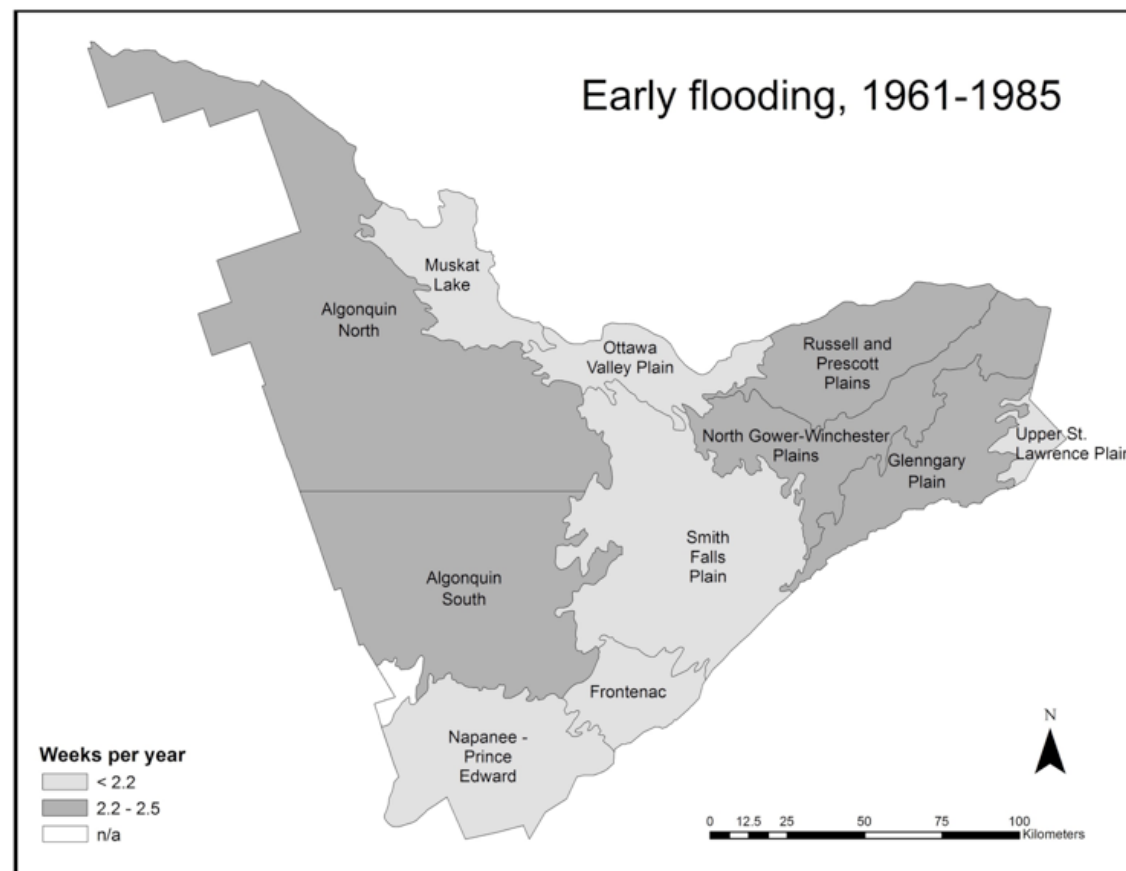 Early flooding, 1961-1985
Muskat
Lake
Algonquin
North
Ottawa
Valley Plain
Russell and
Prescott
Plains
North Gower-Winchester
Plains
Glenngary
Plain
Upper St.
Lawrence Plain
Smith
Falls
Plain
Algonquin
South
Frontenac
Napanee -
Prince
Edward
N
Weeks per year
< 2.2
2.2 - 2.5
n/a
0 12.5 25 50 75 100
Kilometers